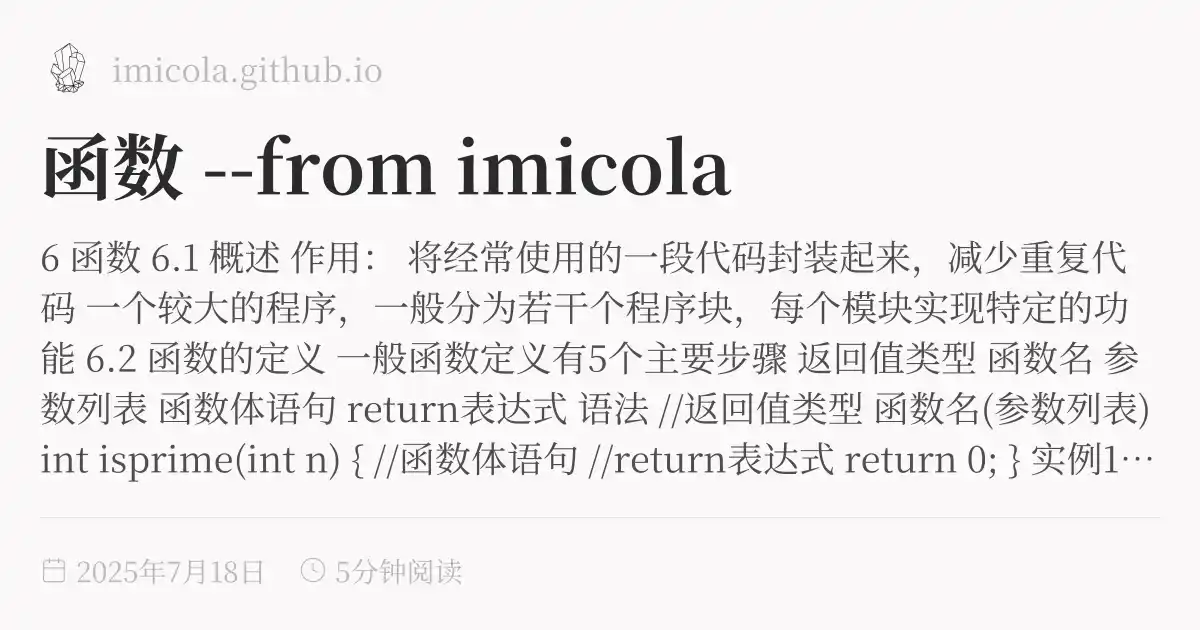 imicola.github.io
函数 --from imicola
6 函数 6.1 概述 作用： 将经常使用的一段代码封装起来，减少重复代
码 一个较大的程序，一般分为若干个程序块，每个模块实现特定的功
能 6.2 函数的定义 一般函数定义有5个主要步骤 返回值类型 函数名 参
数列表 函数体语句 return表达式 语法 //返回值类型 函数名(参数列表)
int isprime(int n) { //函数体语句 //return表达式 return 0; } 实例1…
2025年7月18日 5分钟阅读